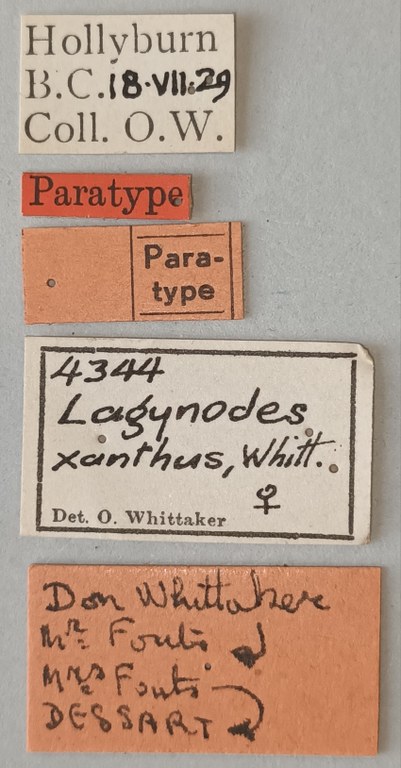 Hollyburn
B.C. 18·VII.29
Coll. O.W.
Paratype
Para-
type
4344
Lagynodes
xanthus, Whitt.
♀
Det. O. Whittaker
Don Whittaker
Mr Fouts
Mrs Fouts
DESSART